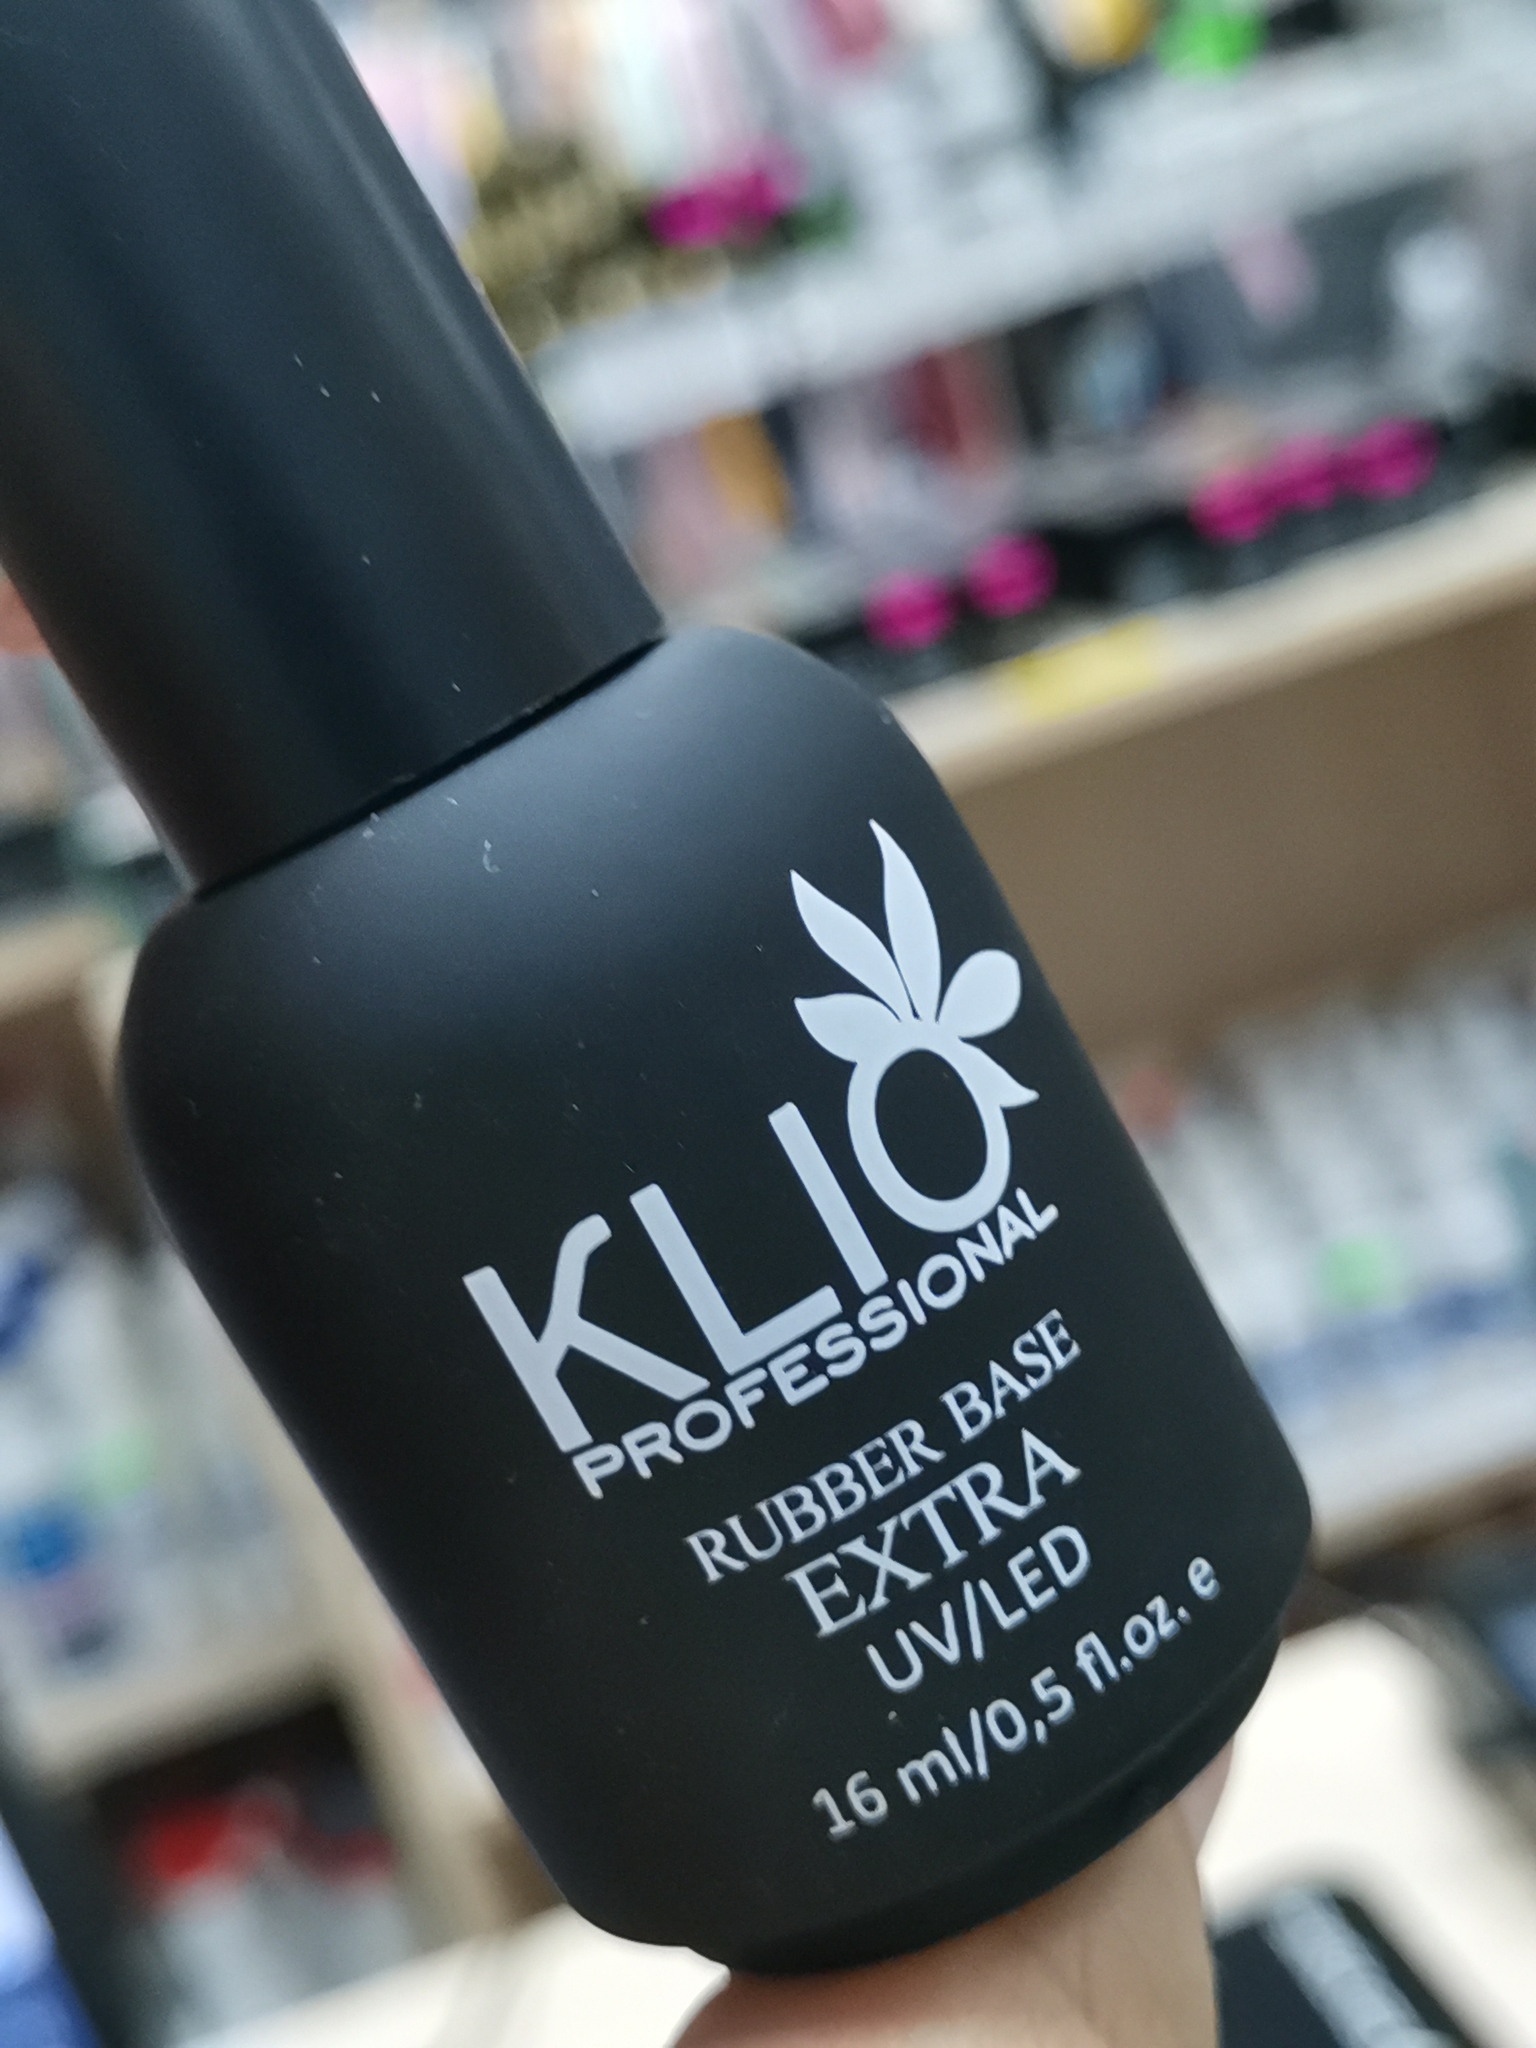 KLIO
PROFESSIONAL
RUBBER BASE
EXTRA
UV/LED
16 ml/0,5 fl.oz. e